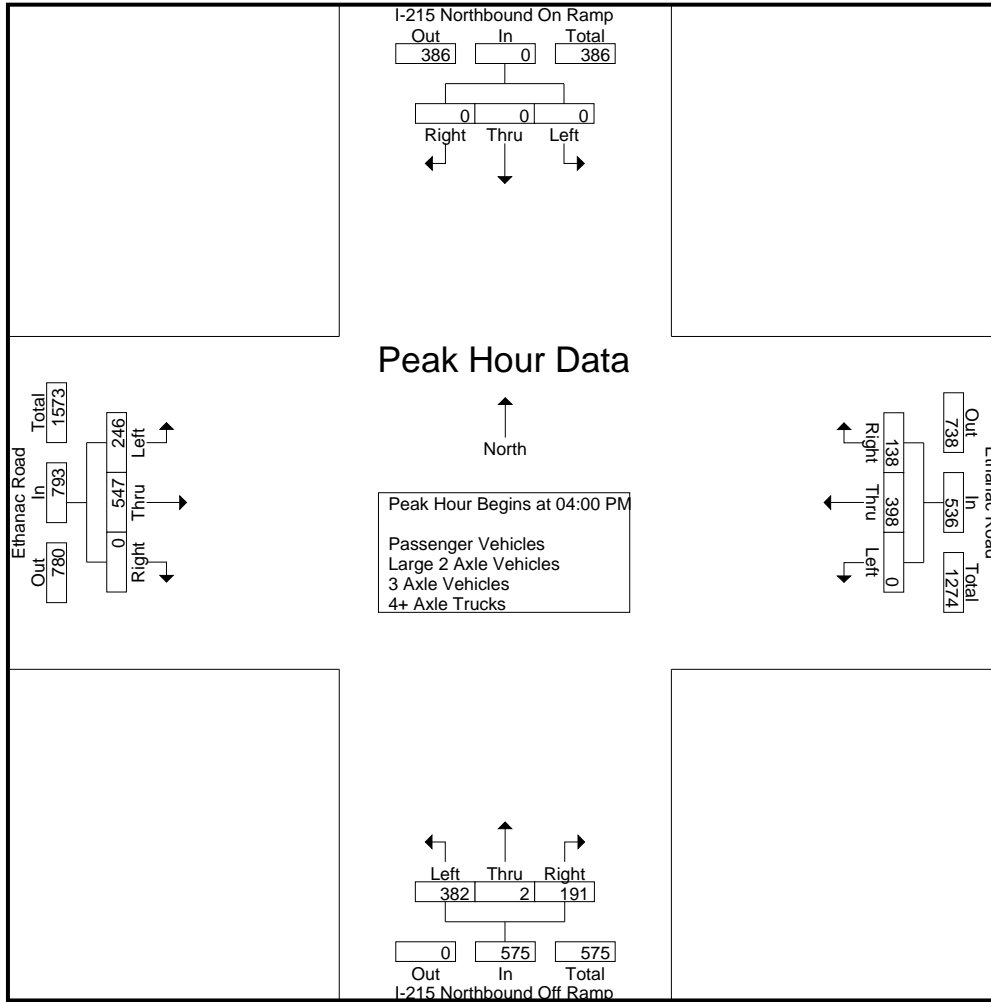 I-215 Northbound On Ramp
Out In Total
386 0 386
0 0 0
Right Thru Left
Peak Hour Data
North
Peak Hour Begins at 04:00 PM
Passenger Vehicles
Large 2 Axle Vehicles
3 Axle Vehicles
4+ Axle Trucks
Ethanac Road
Out In Total
780 793 1573
Right Thru Left
0 547 246
Ethanac Road
Out In Total
738 536 1274
138 398 0
Right Thru Left
Left Thru Right
382 2 191
0 575 575
Out In Total
I-215 Northbound Off Ramp